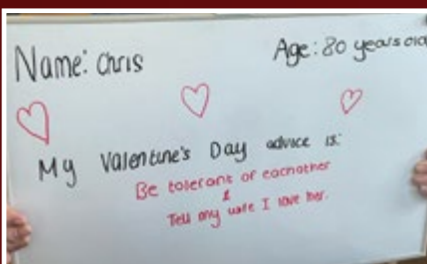 Name: Chris
Age: 80 years old
My Valentine's Day advice is:
Be tolerant of eachother
&
Tell my wife I love her.